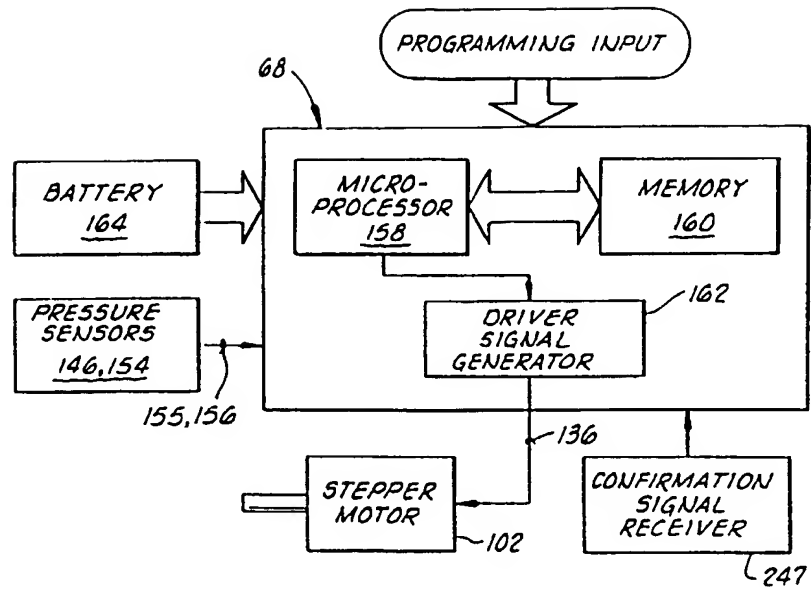 PROGRAMMING INPUT
68
BATTERY
164
MICRO-
PROCESSOR
158
MEMORY
160
PRESSURE
SENSORS
146,154
155,156
DRIVER
SIGNAL
GENERATOR
162
136
STEPPER
MOTOR
102
CONFIRMATION
SIGNAL
RECEIVER
247